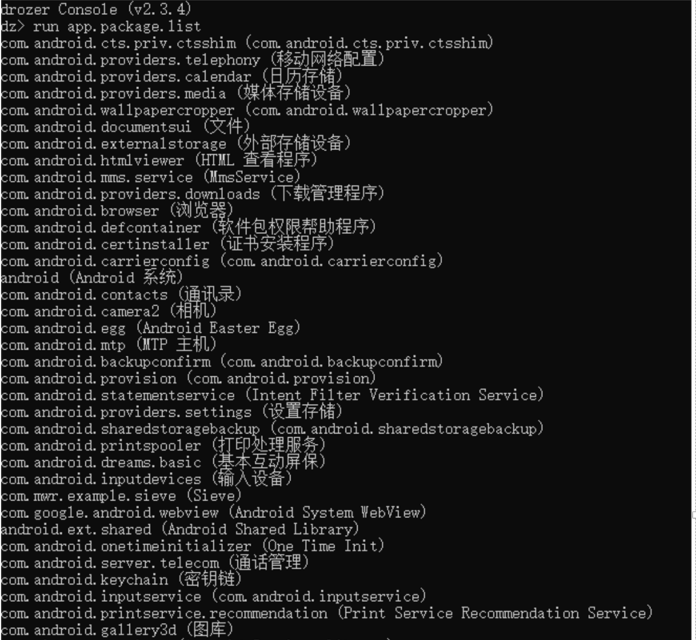 drozer Console (v2.3.4)
dz> run app.package.list
com.android.cts.priv.ctsshim (com.android.cts.priv.ctsshim)
com.android.providers.telephony (移动网络配置)
com.android.providers.calendar (日历存储)
com.android.providers.media (媒体存储设备)
com.android.wallpapercropper (com.android.wallpapercropper)
com.android.documentsui (文件)
com.android.externalstorage (外部存储设备)
com.android.htmlviewer (HTML 查看程序)
com.android.mms.service (MmsService)
com.android.providers.downloads (下载管理程序)
com.android.browser (浏览器)
com.android.defcontainer (软件包权限帮助程序)
com.android.certinstaller (证书安装程序)
com.android.carrierconfig (com.android.carrierconfig)
android (Android 系统)
com.android.contacts (通讯录)
com.android.camera2 (相机)
com.android.egg (Android Easter Egg)
com.android.mtp (MTP 主机)
com.android.backupconfirm (com.android.backupconfirm)
com.android.provision (com.android.provision)
com.android.statementservice (Intent Filter Verification Service)
com.android.providers.settings (设置存储)
com.android.sharedstoragebackup (com.android.sharedstoragebackup)
com.android.printspooler (打印处理服务)
com.android.dreams.basic (基本互动屏保)
com.android.inputdevices (输入设备)
com.mwr.example.sieve (Sieve)
com.google.android.webview (Android System WebView)
android.ext.shared (Android Shared Library)
com.android.onetimeinitializer (One Time Init)
com.android.server.telecom (通话管理)
com.android.keychain (密钥链)
com.android.inputservice (com.android.inputservice)
com.android.printservice.recommendation (Print Service Recommendation Service)
com.android.gallery3d (图库)